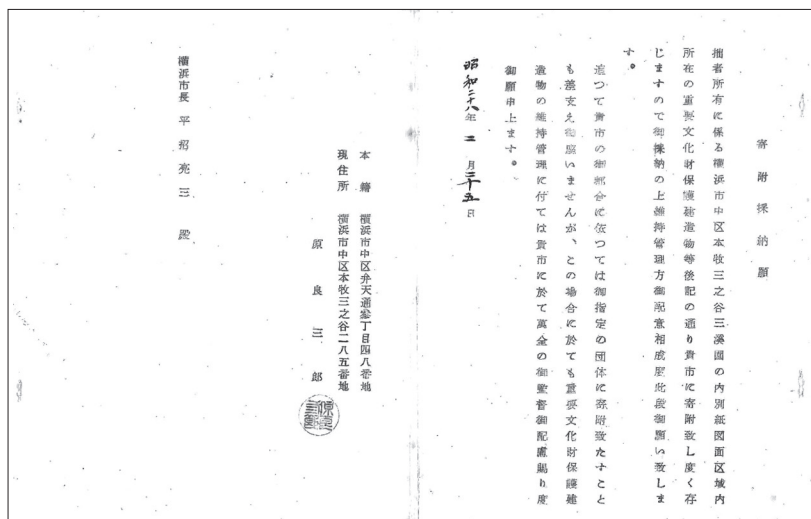 寄附採納願
拙者所有に係る横浜市中区本牧三之谷三溪園の内別紙図面区域内
所在の重要文化財保護建造物等後記の通り貴市に寄附致し度く存
じますので御採納の上維持管理方御配意相成度此段御願い致しま
す。
追つて貴市の御都合に依つては御指定の団体に寄附致たすこと
も差支え御座いませんが、この場合に於ても重要文化財保護建
造物の維持管理に付ては貴市に於て萬全の御監督御配慮賜り度
御願申上ます。
昭和二十八年二月二十五日
本籍 横浜市中区弁天通参丁目四八番地
現住所 横浜市中区本牧三之谷二八五番地
原良三郎
横浜市長 平沼亮三殿